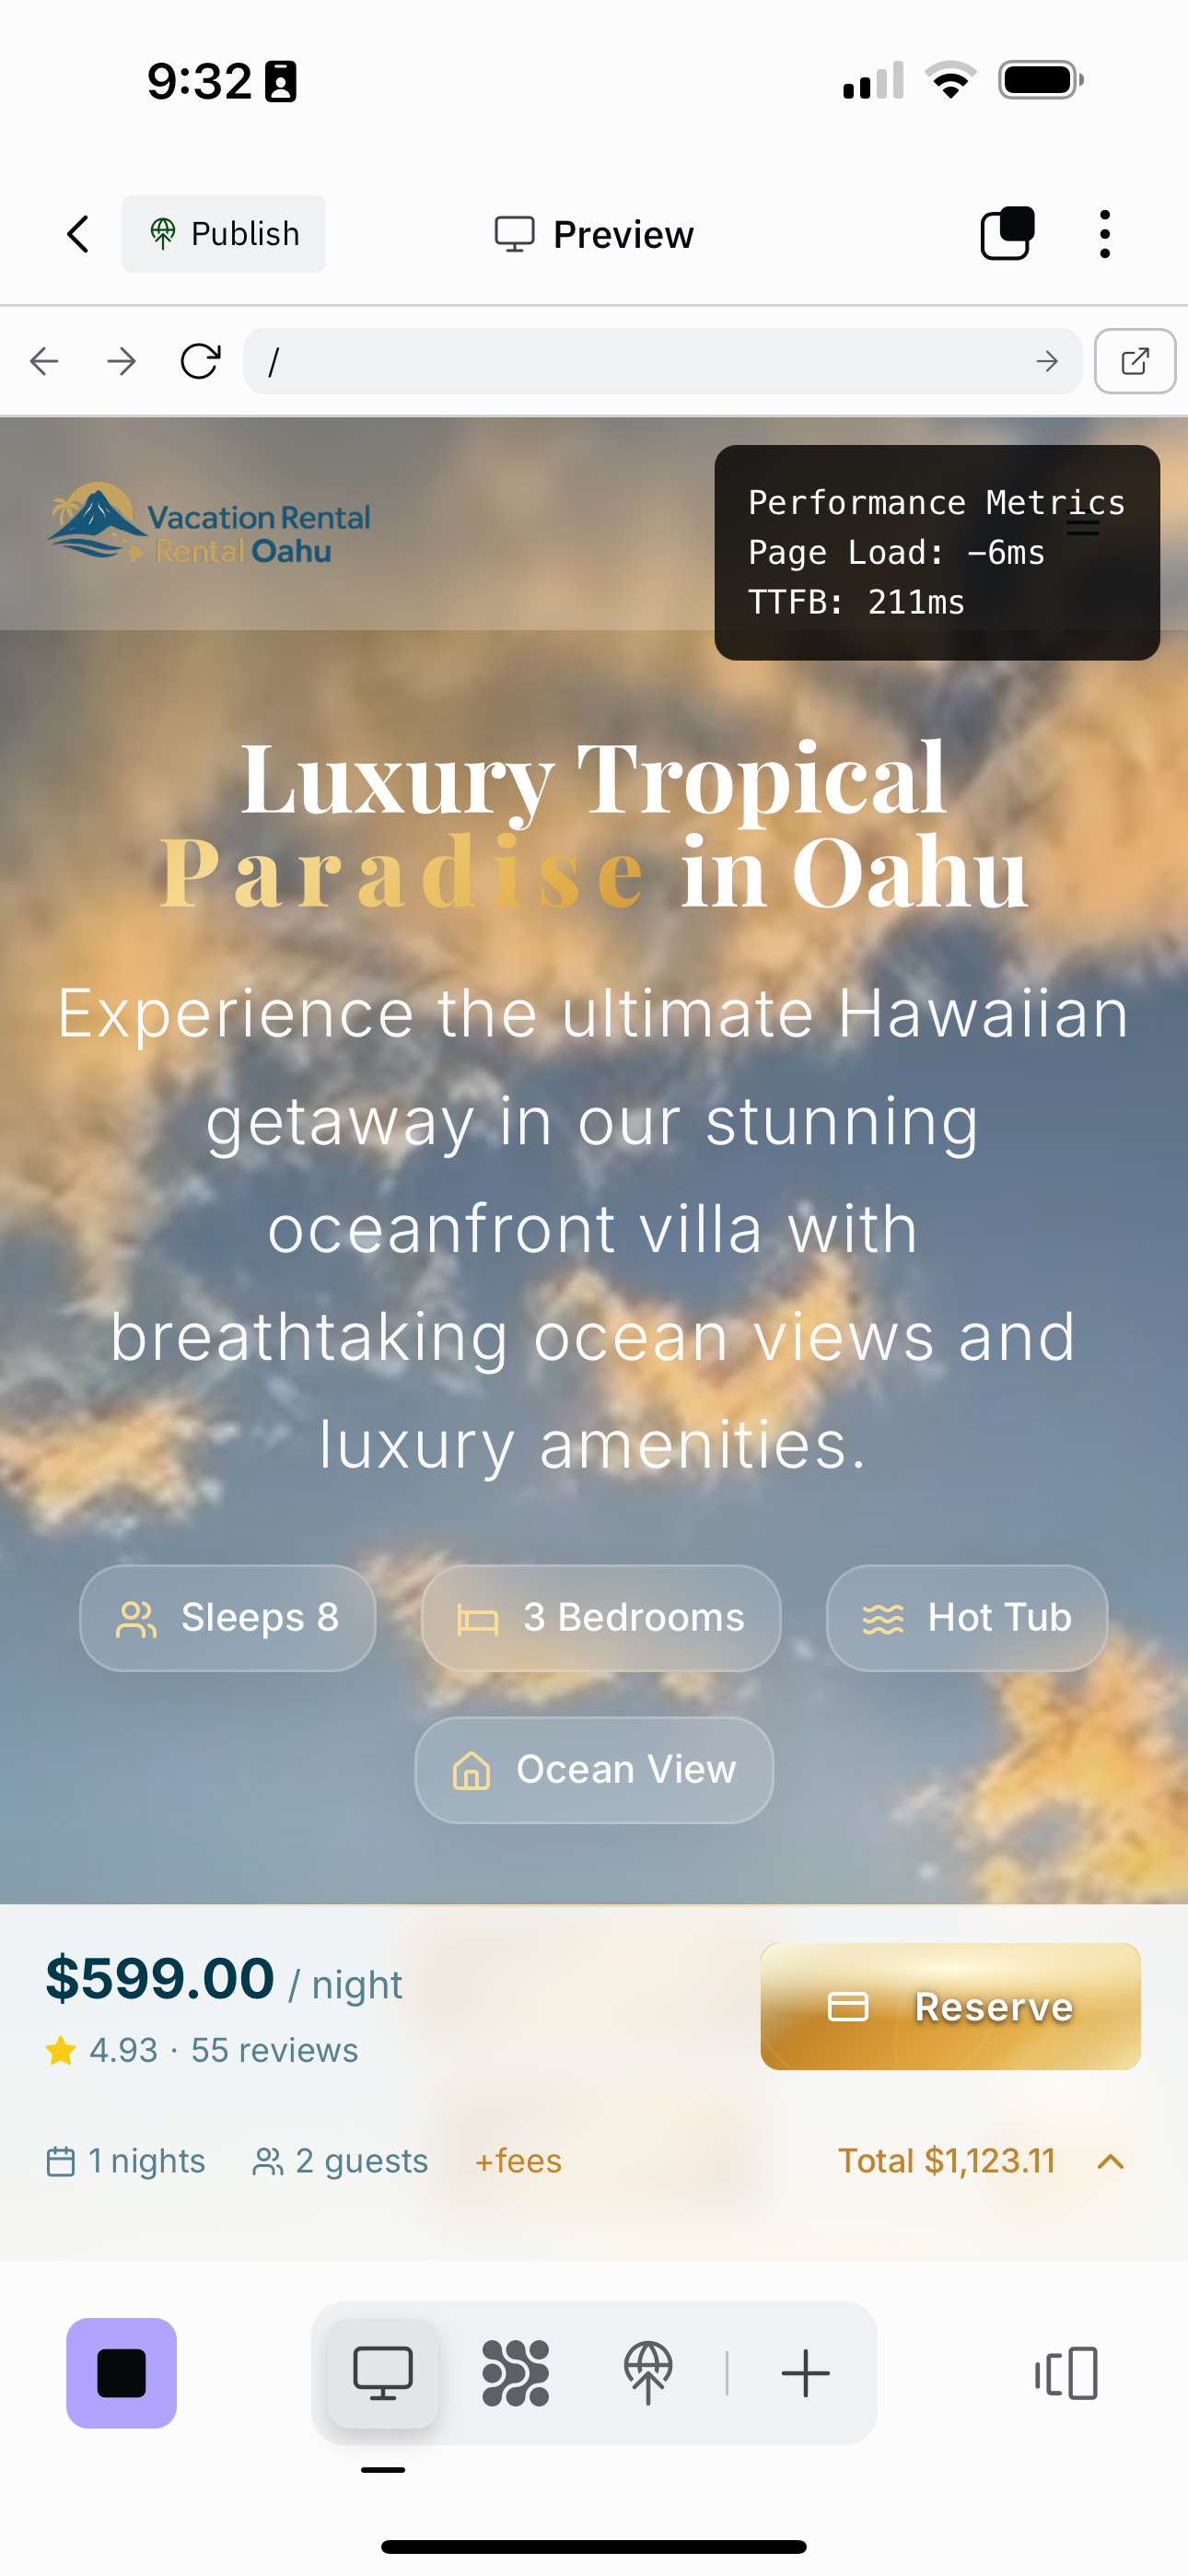 9:32
Publish
Preview
/
Vacation Rental
Rental Oahu
Performance Metrics
Page Load: −6ms
TTFB: 211ms
Luxury Tropical
Paradise in Oahu
Experience the ultimate Hawaiian
getaway in our stunning
oceanfront villa with
breathtaking ocean views and
luxury amenities.
Sleeps 8
3 Bedrooms
Hot Tub
Ocean View
$599.00 / night
4.93 · 55 reviews
Reserve
1 nights
2 guests
+fees
Total $1,123.11